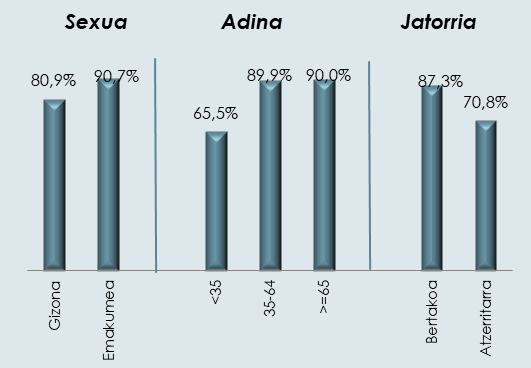 Sexua
Adina
Jatorria
80,9%
90,7%
65,5%
89,9%
90,0%
87,3%
70,8%
Gizona
Emakumea
<35
35-64
>=65
Bertakoa
Atzerritarra